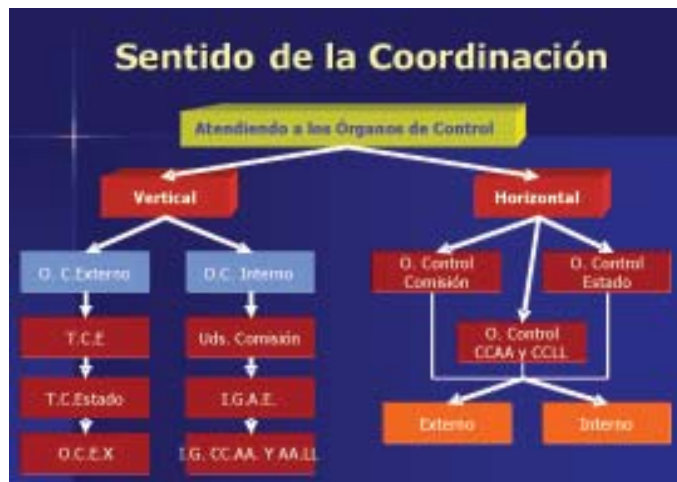 Sentido de la Coordinación
Atendiendo a los Órganos de Control
Vertical
Horizontal
O. C.Externo
O.C. Interno
O. Control
Comisión
O. Control
Estado
T.C.E
Uds. Comisión
O. Control
CCAA y CCLL
T.C.Estado
I.G.A.E.
Externo
Interno
O.C.E.X
I.G. CC.AA. Y AA.LL